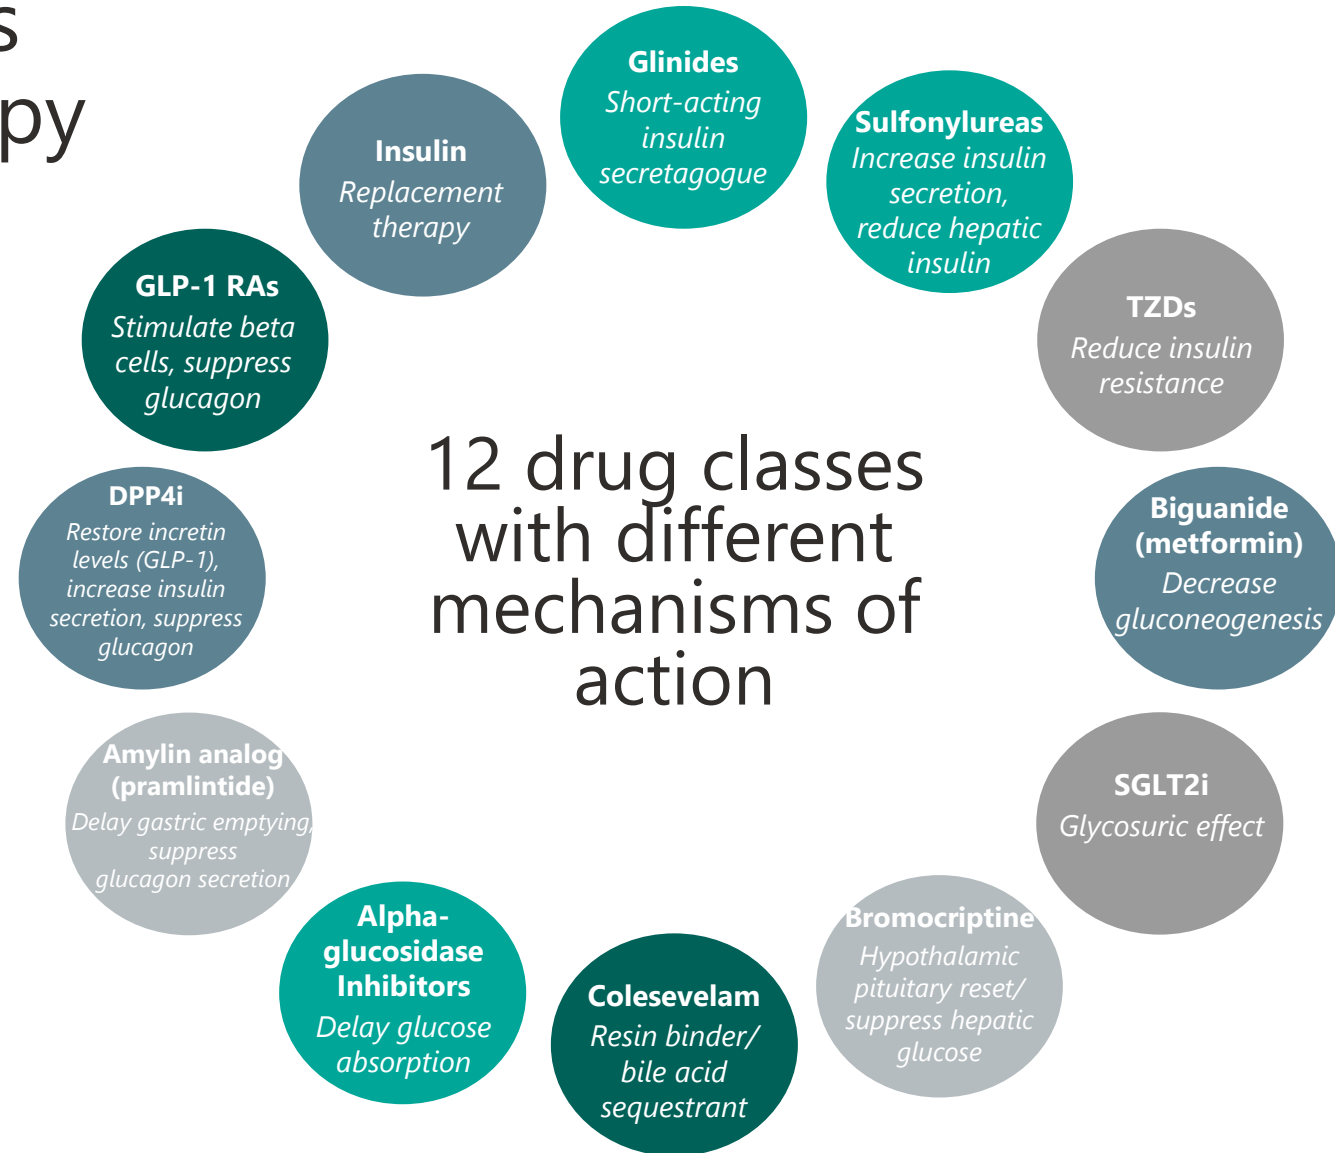 s
py
Glinides
Short-acting
insulin
secretagogue
Sulfonylureas
Increase insulin
secretion,
reduce hepatic
insulin
TZDs
Reduce insulin
resistance
Biguanide
(metformin)
Decrease
gluconeogenesis
SGLT2i
Glycosuric effect
Bromocriptine
Hypothalamic
pituitary reset/
suppress hepatic
glucose
Colesevelam
Resin binder/
bile acid
sequestrant
Alpha-
glucosidase
Inhibitors
Delay glucose
absorption
Amylin analog
(pramlintide)
Delay gastric emptying,
suppress
glucagon secretion
DPP4i
Restore incretin
levels (GLP-1),
increase insulin
secretion, suppress
glucagon
GLP-1 RAs
Stimulate beta
cells, suppress
glucagon
Insulin
Replacement
therapy
12 drug classes
with different
mechanisms of
action